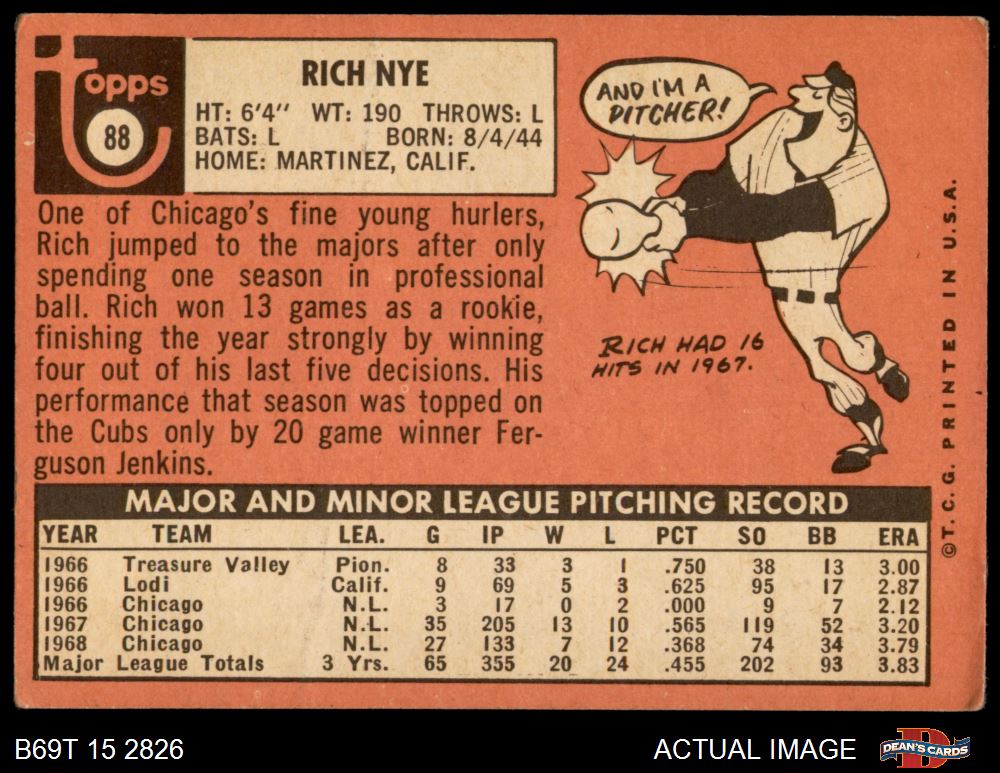 Topps
88
RICH NYE
HT: 6'4" WT: 190 THROWS: L
BATS: L BORN: 8/4/44
HOME: MARTINEZ, CALIF.
One of Chicago's fine young hurlers,
Rich jumped to the majors after only
spending one season in professional
ball. Rich won 13 games as a rookie,
finishing the year strongly by winning
four out of his last five decisions. His
performance that season was topped on
the Cubs only by 20 game winner Fer-
guson Jenkins.
AND I'M A
PITCHER!
RICH HAD 16
HITS IN 1967.
©T.C.G. PRINTED IN U.S.A.
MAJOR AND MINOR LEAGUE PITCHING RECORD
YEAR TEAM LEA. G IP W L PCT SO BB ERA
1966 Treasure Valley Pion. 8 33 3 1 .750 38 13 3.00
1966 Lodi Calif. 9 69 5 3 .625 95 17 2.87
1966 Chicago N.L. 3 17 0 2 .000 9 7 2.12
1967 Chicago N.L. 35 205 13 10 .565 119 52 3.20
1968 Chicago N.L. 27 133 7 12 .368 74 34 3.79
Major League Totals 3 Yrs. 65 355 20 24 .455 202 93 3.83
B69T 15 2826
ACTUAL IMAGE
DEAN'S CARDS